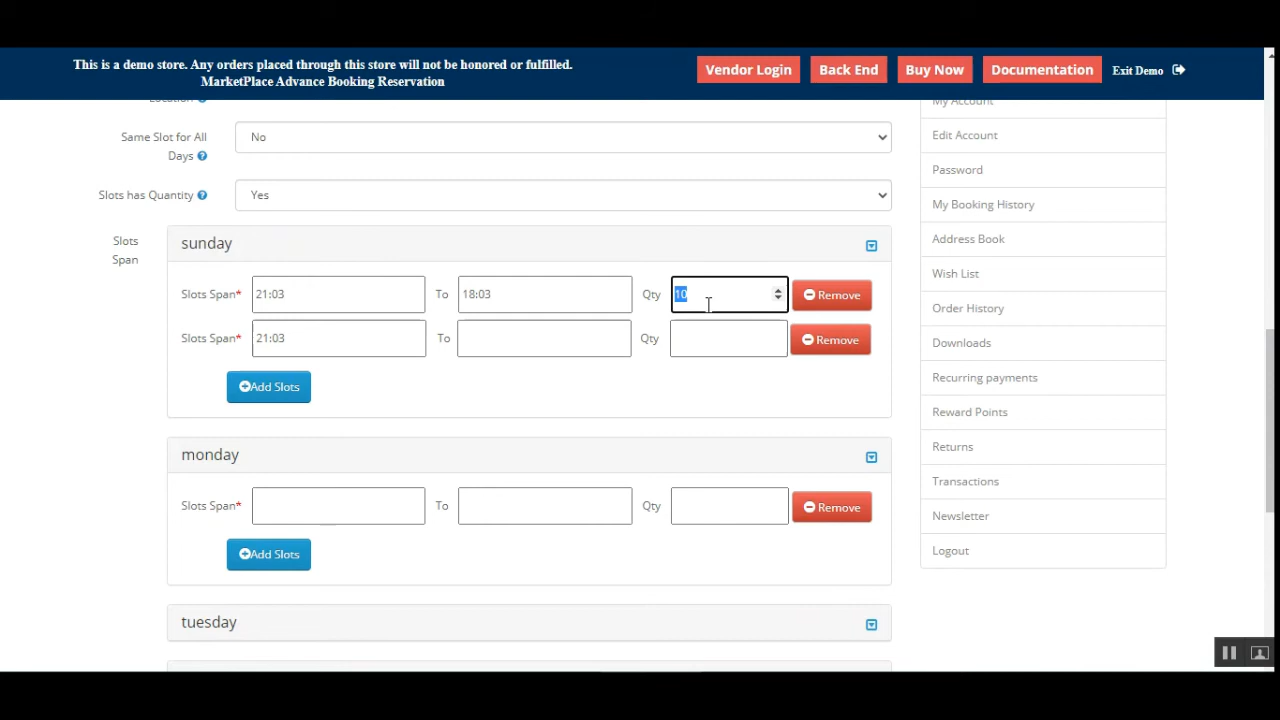 This is a demo store. Any orders placed through this store will not be honored or fulfilled.
MarketPlace Advance Booking Reservation
Vendor Login
Back End
Buy Now
Documentation
Exit Demo
Location
Same Slot for All
Days
No
Slots has Quantity
Yes
Slots
Span
sunday
Slots Span* 21:03 To 18:03 Qty 10 Remove
Slots Span* 21:03 To Qty Remove
Add Slots
monday
Slots Span* To Qty Remove
Add Slots
tuesday
My Account
Edit Account
Password
My Booking History
Address Book
Wish List
Order History
Downloads
Recurring payments
Reward Points
Returns
Transactions
Newsletter
Logout